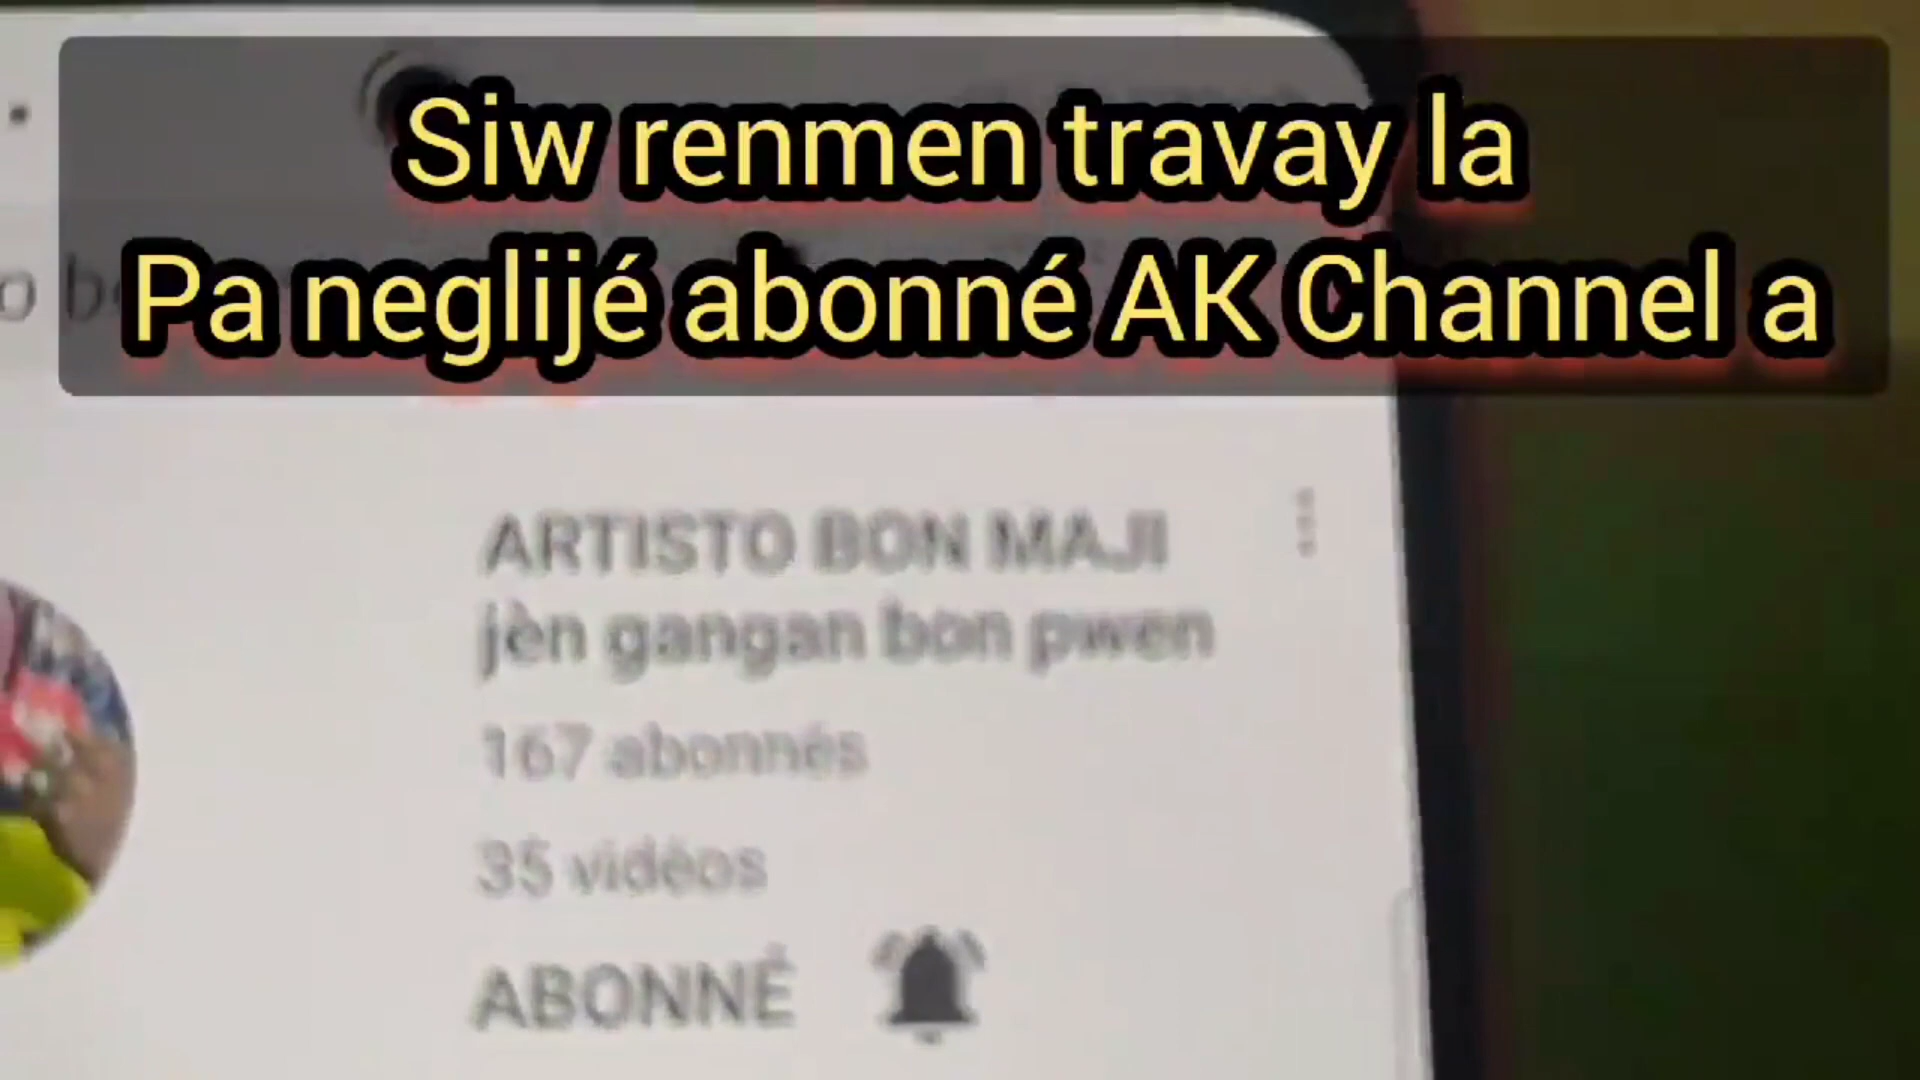 Siw renmen travay la
Pa neglijé abonné AK Channel a
ARTISTO BON MAJI
jèn gangan bon pwen
167 abonnés
35 vidéos
ABONNÉ